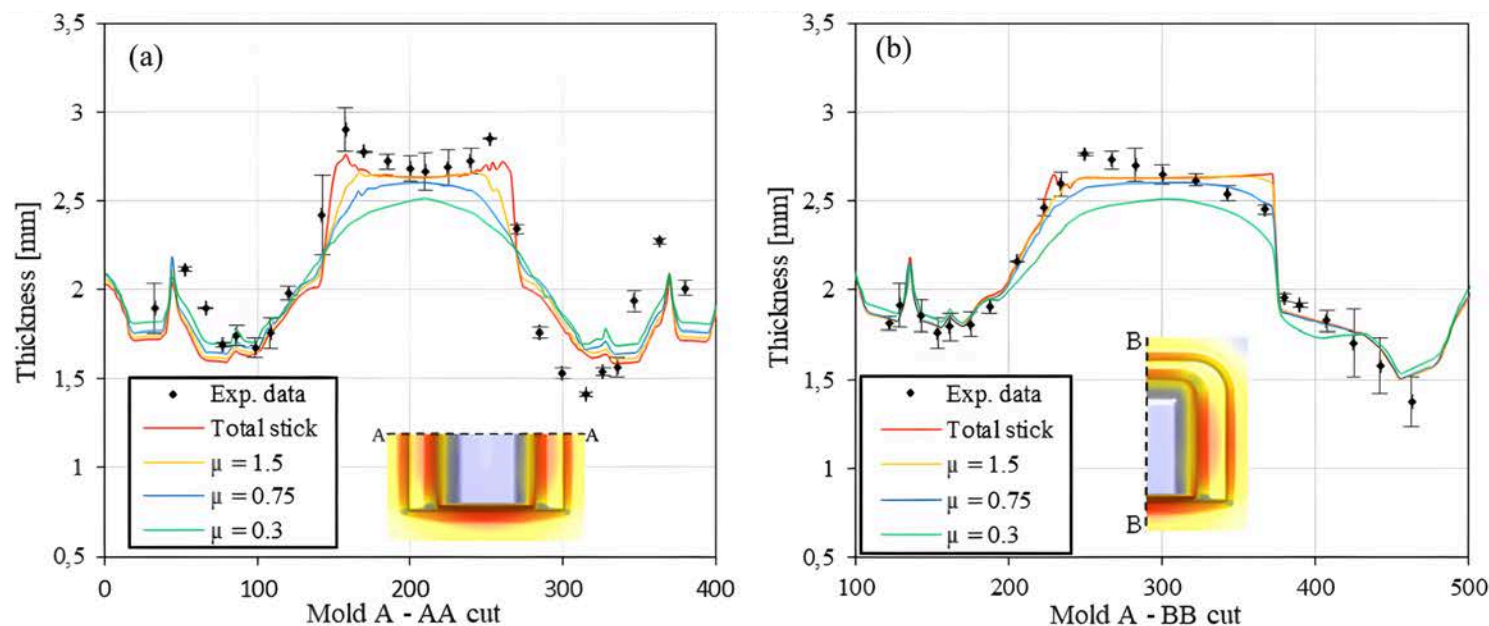 (a)
Thickness [mm]
3,5
3
2,5
2
1,5
1
0,5
0
100
200
300
400
Mold A - AA cut
Exp. data
Total stick
μ = 1.5
μ = 0.75
μ = 0.3
A
A
(b)
Thickness [mm]
3,5
3
2,5
2
1,5
1
0,5
100
200
300
400
500
Mold A - BB cut
Exp. data
Total stick
μ = 1.5
μ = 0.75
μ = 0.3
B
B